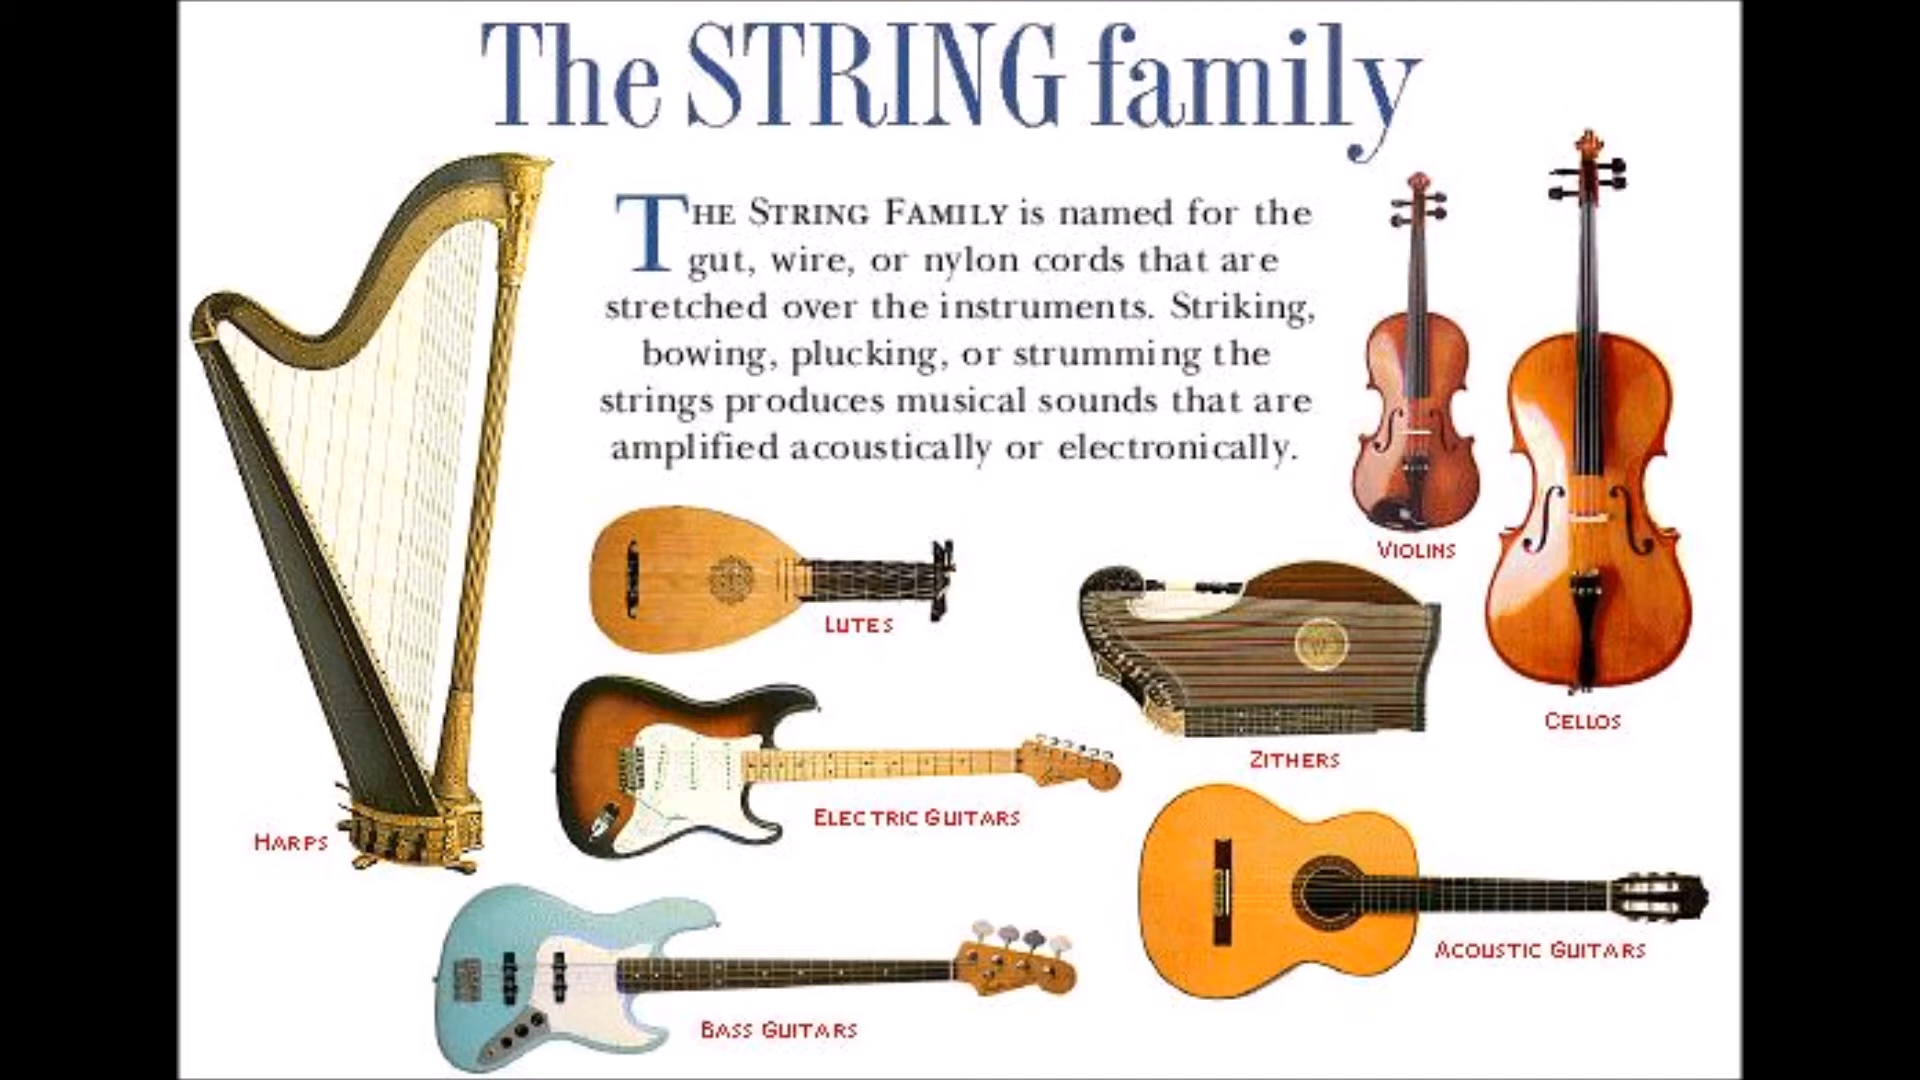 The STRING family
THE STRING FAMILY is named for the
gut, wire, or nylon cords that are
stretched over the instruments. Striking,
bowing, plucking, or strumming the
strings produces musical sounds that are
amplified acoustically or electronically.
VIOLINS
LUTES
CELLOS
ZITHERS
ELECTRIC GUITARS
HARPS
ACOUSTIC GUITARS
BASS GUITARS